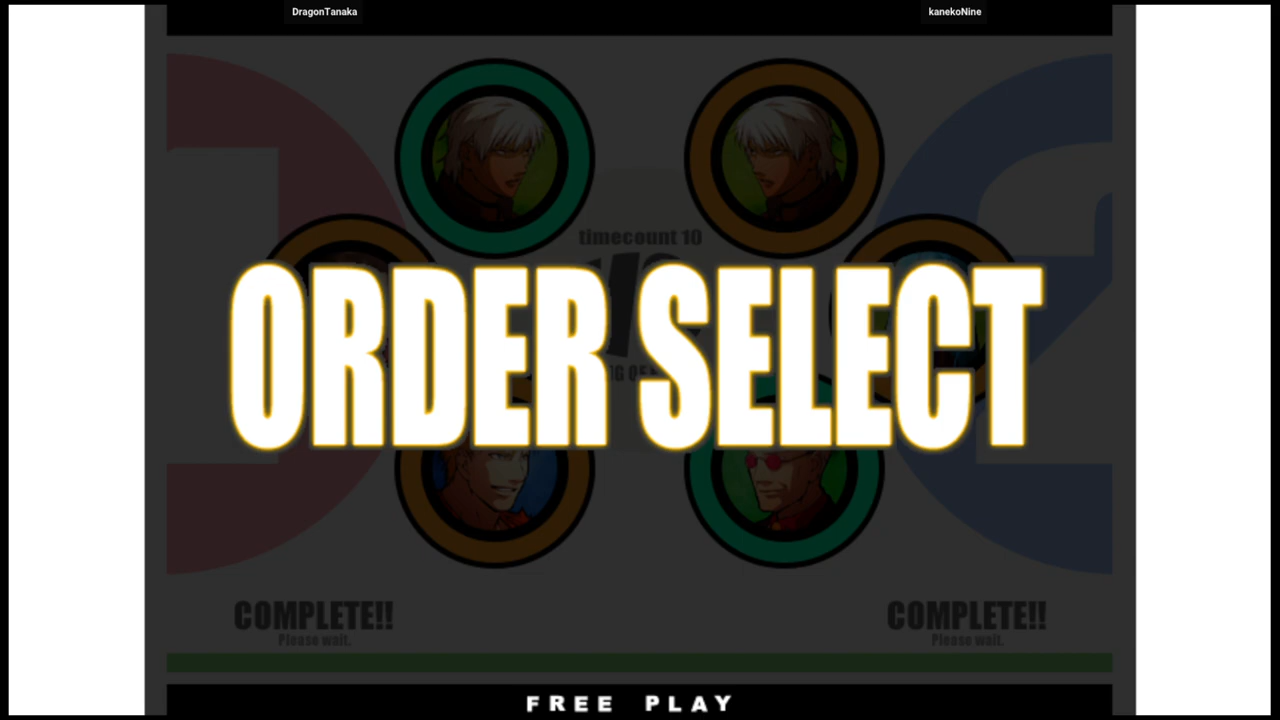 DragonTanaka
kanekoNine
timecount 10
ORDER SELECT
COMPLETE!!
Please wait.
COMPLETE!!
Please wait.
FREE PLAY